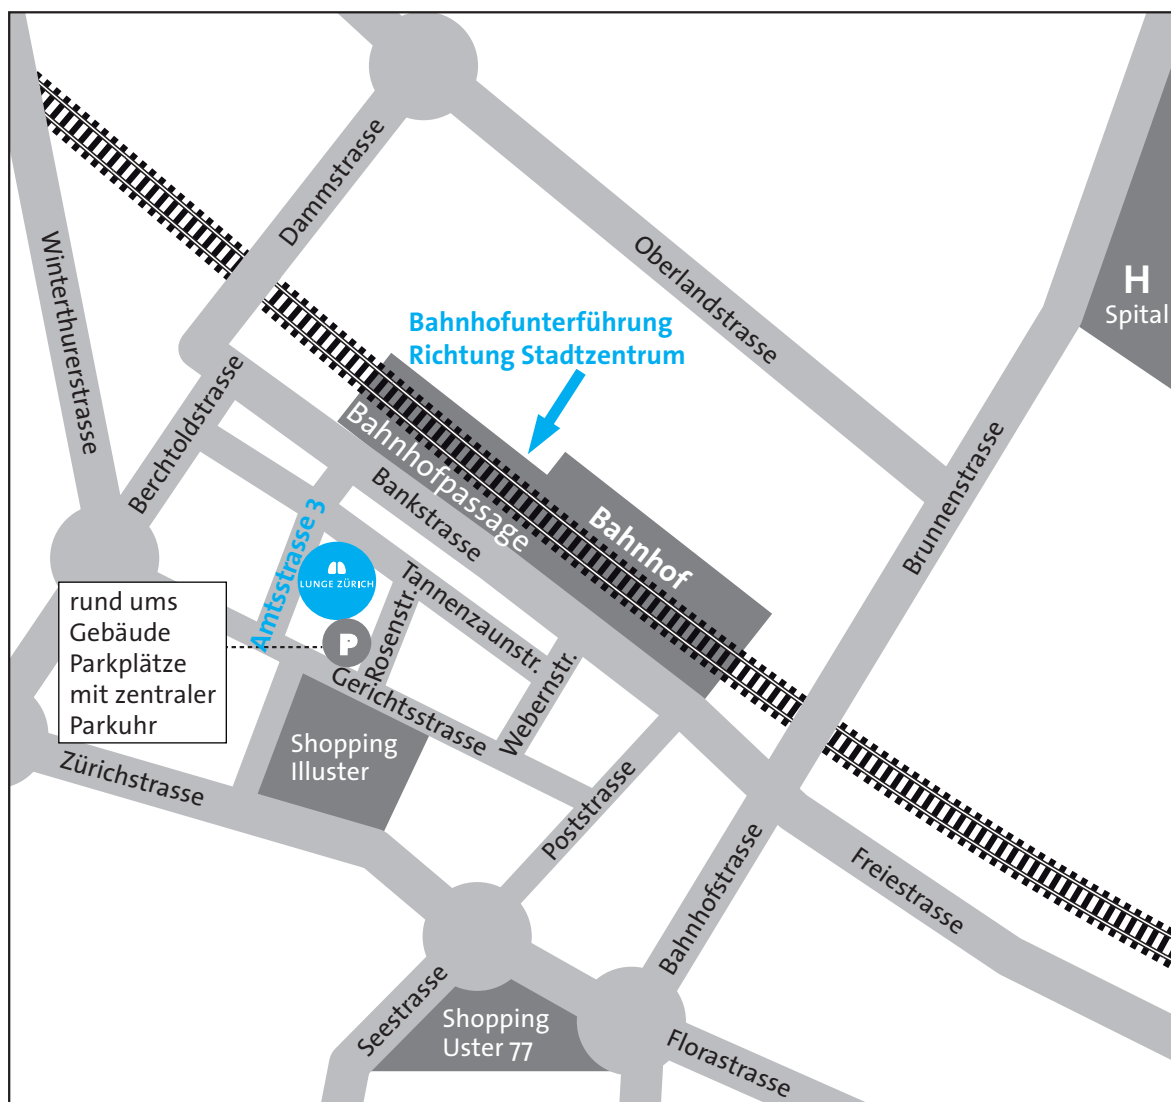 Dammstrasse
Winterthurerstrasse
Oberlandstrasse
H
Spital
Bahnhofunterführung
Richtung Stadtzentrum
Berchtoldstrasse
Bahnhofpassage
Bankstrasse
Bahnhof
Brunnenstrasse
Amtsstrasse 3
LUNGE ZÜRICH
Tannenzaunstr.
rund ums
Gebäude
Parkplätze
mit zentraler
Parkuhr
P
Rosenstr.
Gerichtsstrasse
Webernstr.
Shopping
Illuster
Zürichstrasse
Poststrasse
Bahnhofstrasse
Freiestrasse
Seestrasse
Shopping
Uster 77
Florastrasse